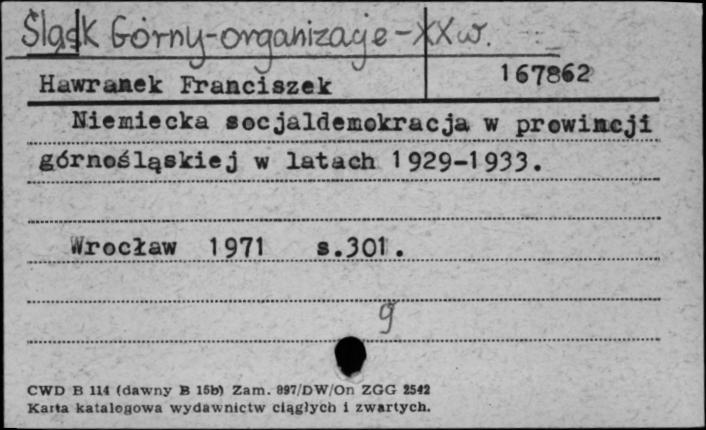 Śląsk Górny-organizacje-XXw.
Hawranek Franciszek 167862
Niemiecka socjaldemokracja w prowincji
górnośląskiej w latach 1929-1933.
Wrocław 1971 s.301.
g
CWD B 114 (dawny B 15b) Zam. 897/DW/On ZGG 2542
Karta katalogowa wydawnictw ciągłych i zwartych.